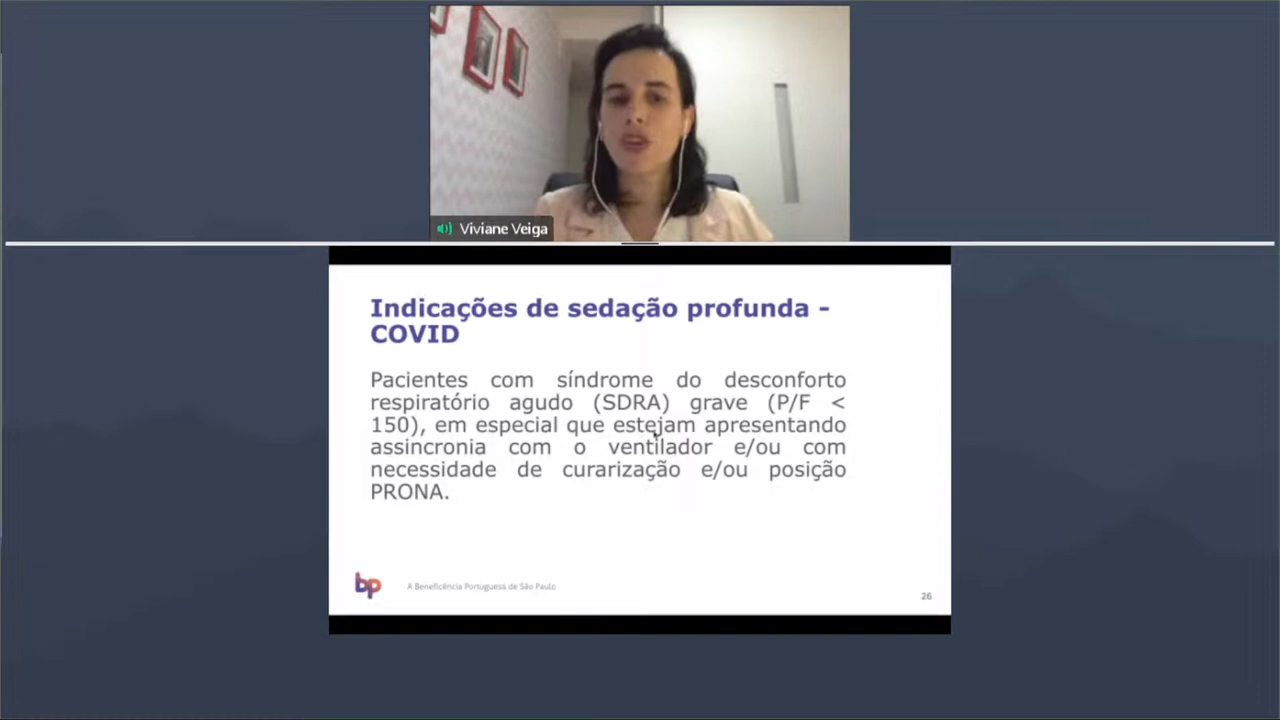 Viviane Veiga
Indicações de sedação profunda -
COVID
Pacientes com síndrome do desconforto
respiratório agudo (SDRA) grave (P/F <
150), em especial que estejam apresentando
assincronia com o ventilador e/ou com
necessidade de curarização e/ou posição
PRONA.
bp
A Beneficência Portuguesa de São Paulo
26